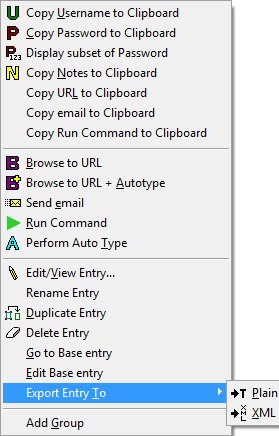 U Copy Username to Clipboard
P Copy Password to Clipboard
P123 Display subset of Password
N Copy Notes to Clipboard
Copy URL to Clipboard
Copy email to Clipboard
Copy Run Command to Clipboard
B Browse to URL
B Browse to URL + Autotype
Send email
Run Command
A Perform Auto Type
Edit/View Entry...
Rename Entry
Duplicate Entry
Delete Entry
Go to Base entry
Edit Base entry
Export Entry To
T Plain
X XML
Add Group